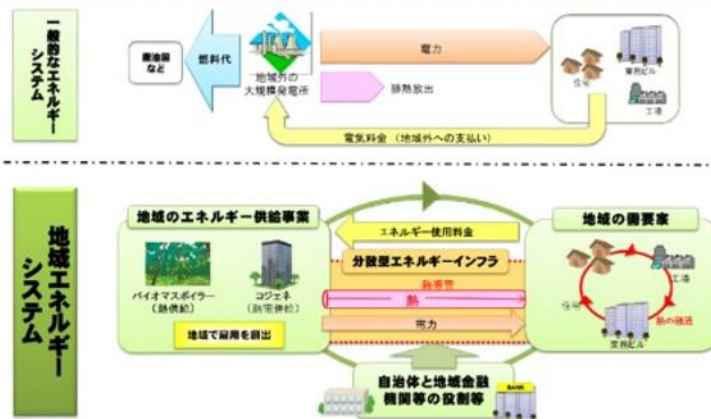 一般的なエネルギー
システム
産油国
など
燃料代
地域外の
大規模発電所
電力
排熱放出
住宅
業務ビル
工場
電気料金（地域外への支払い）
地域エネルギー
システム
地域のエネルギー供給事業
バイオマスボイラー
（熱供給）
コジェネ
（熱電併給）
地域で雇用を創出
エネルギー使用料金
分散型エネルギーインフラ
熱導管
熱
電力
地域の需要家
工場
住宅
熱の融通
業務ビル
自治体と地域金融
機関等の役割等
BANK